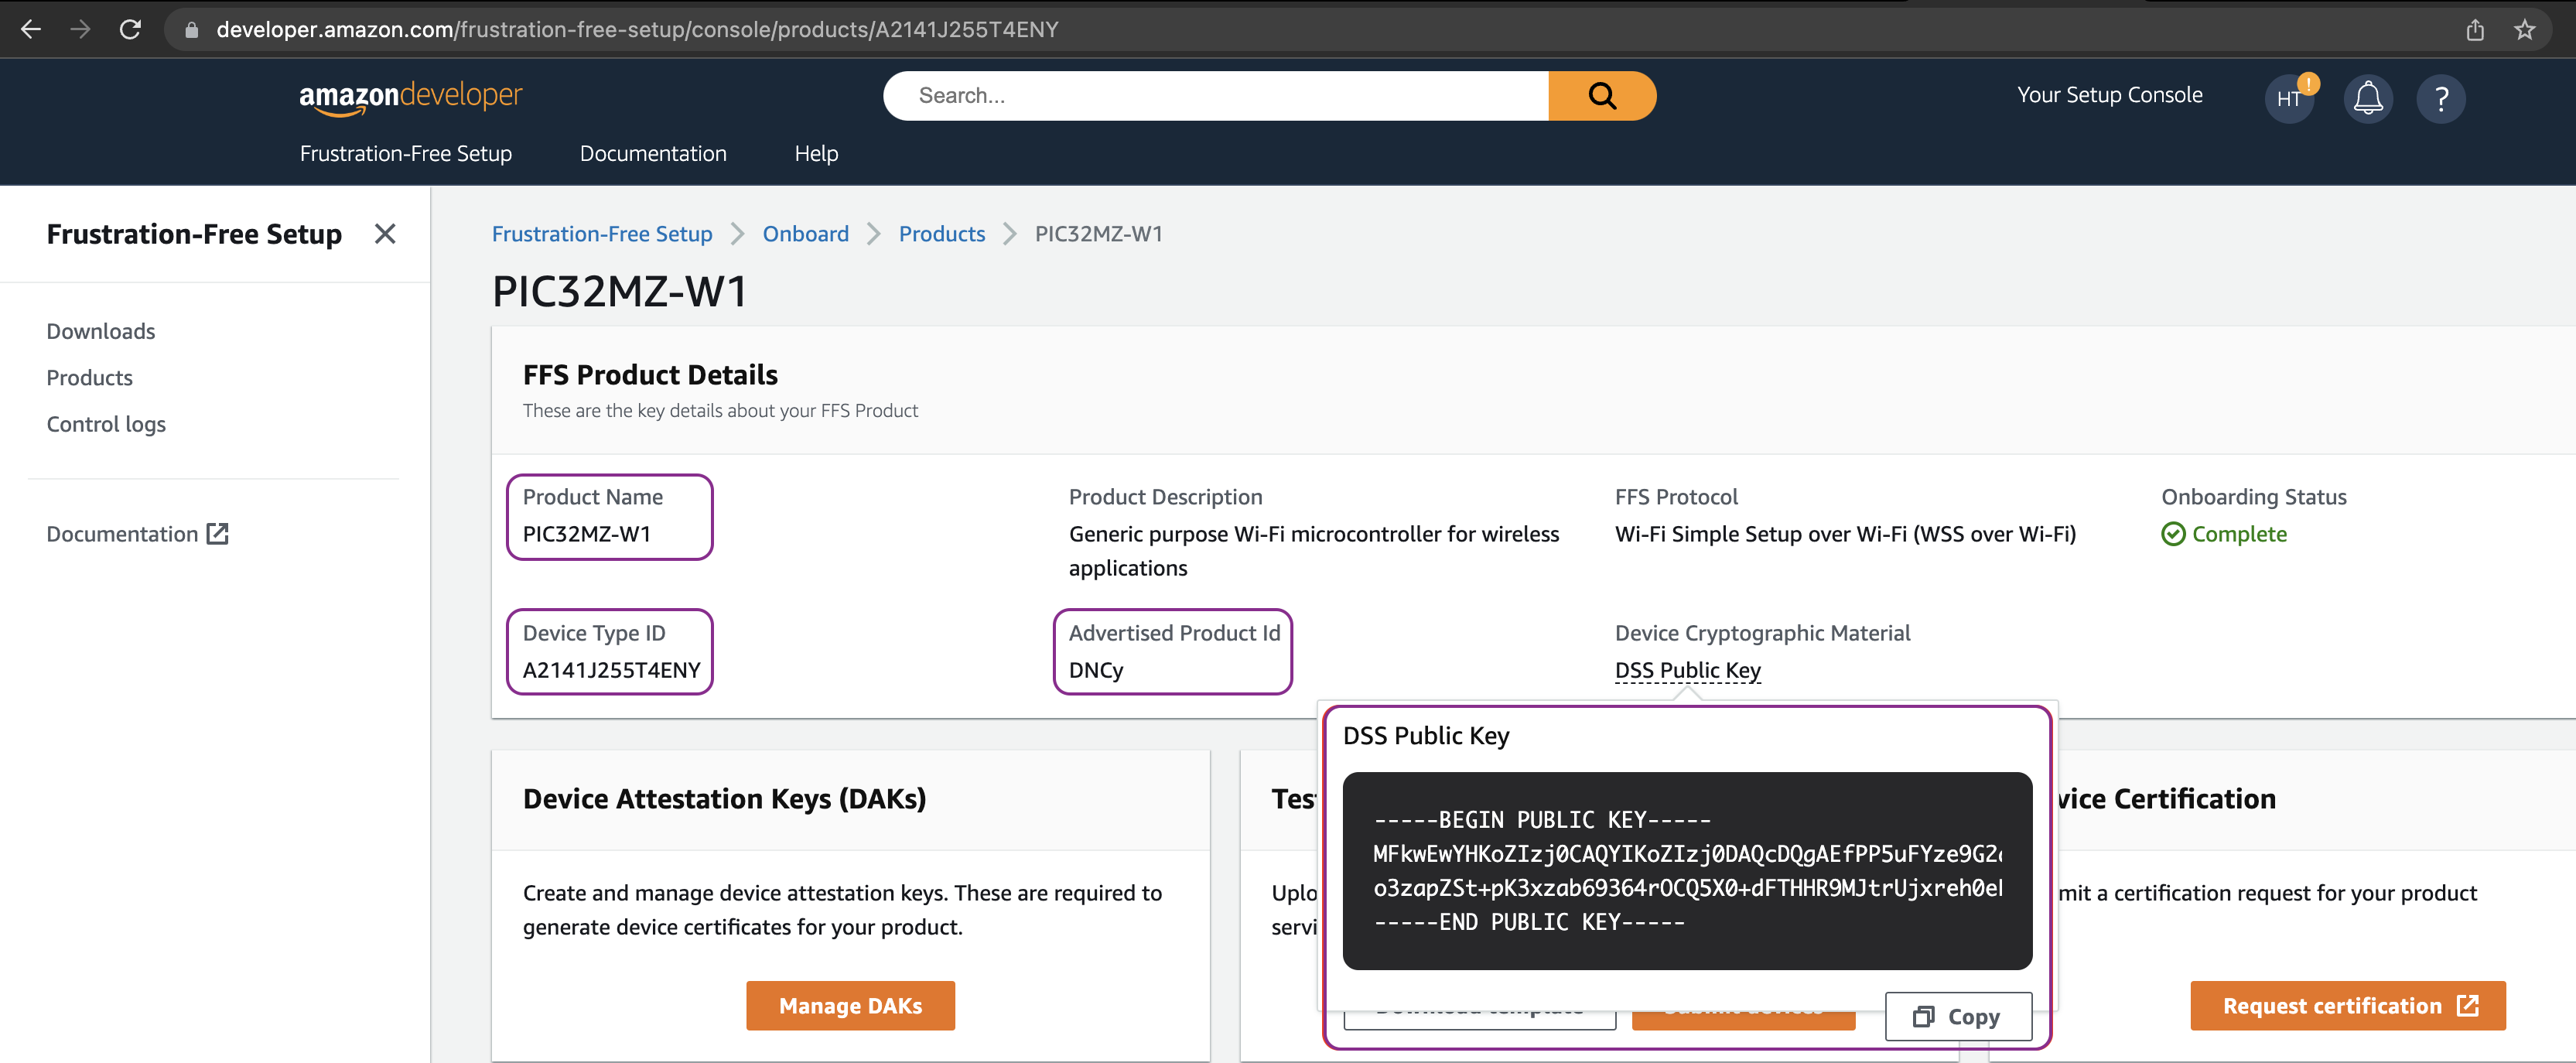 developer.amazon.com/frustration-free-setup/console/products/A2141J255T4ENY
amazondeveloper
Search...
Your Setup Console
HT
!
?
Frustration-Free Setup
Documentation
Help
Frustration-Free Setup
Downloads
Products
Control logs
Documentation
Frustration-Free Setup
Onboard
Products
PIC32MZ-W1
PIC32MZ-W1
FFS Product Details
These are the key details about your FFS Product
Product Name
PIC32MZ-W1
Product Description
Generic purpose Wi-Fi microcontroller for wireless
applications
FFS Protocol
Wi-Fi Simple Setup over Wi-Fi (WSS over Wi-Fi)
Onboarding Status
Complete
Device Type ID
A2141J255T4ENY
Advertised Product Id
DNCy
Device Cryptographic Material
DSS Public Key
DSS Public Key
-----BEGIN PUBLIC KEY-----
MFkwEwYHKoZIzj0CAQYIKoZIzj0DAQcDQgAEfPP5uFYze9G2
o3zapZSt+pK3xzab69364rOCQ5X0+dFTHHR9MJtrUjxreh0e
-----END PUBLIC KEY-----
Copy
Device Attestation Keys (DAKs)
Create and manage device attestation keys. These are required to
generate device certificates for your product.
Manage DAKs
Tes
Uplo
servi
vice Certification
mit a certification request for your product
Request certification